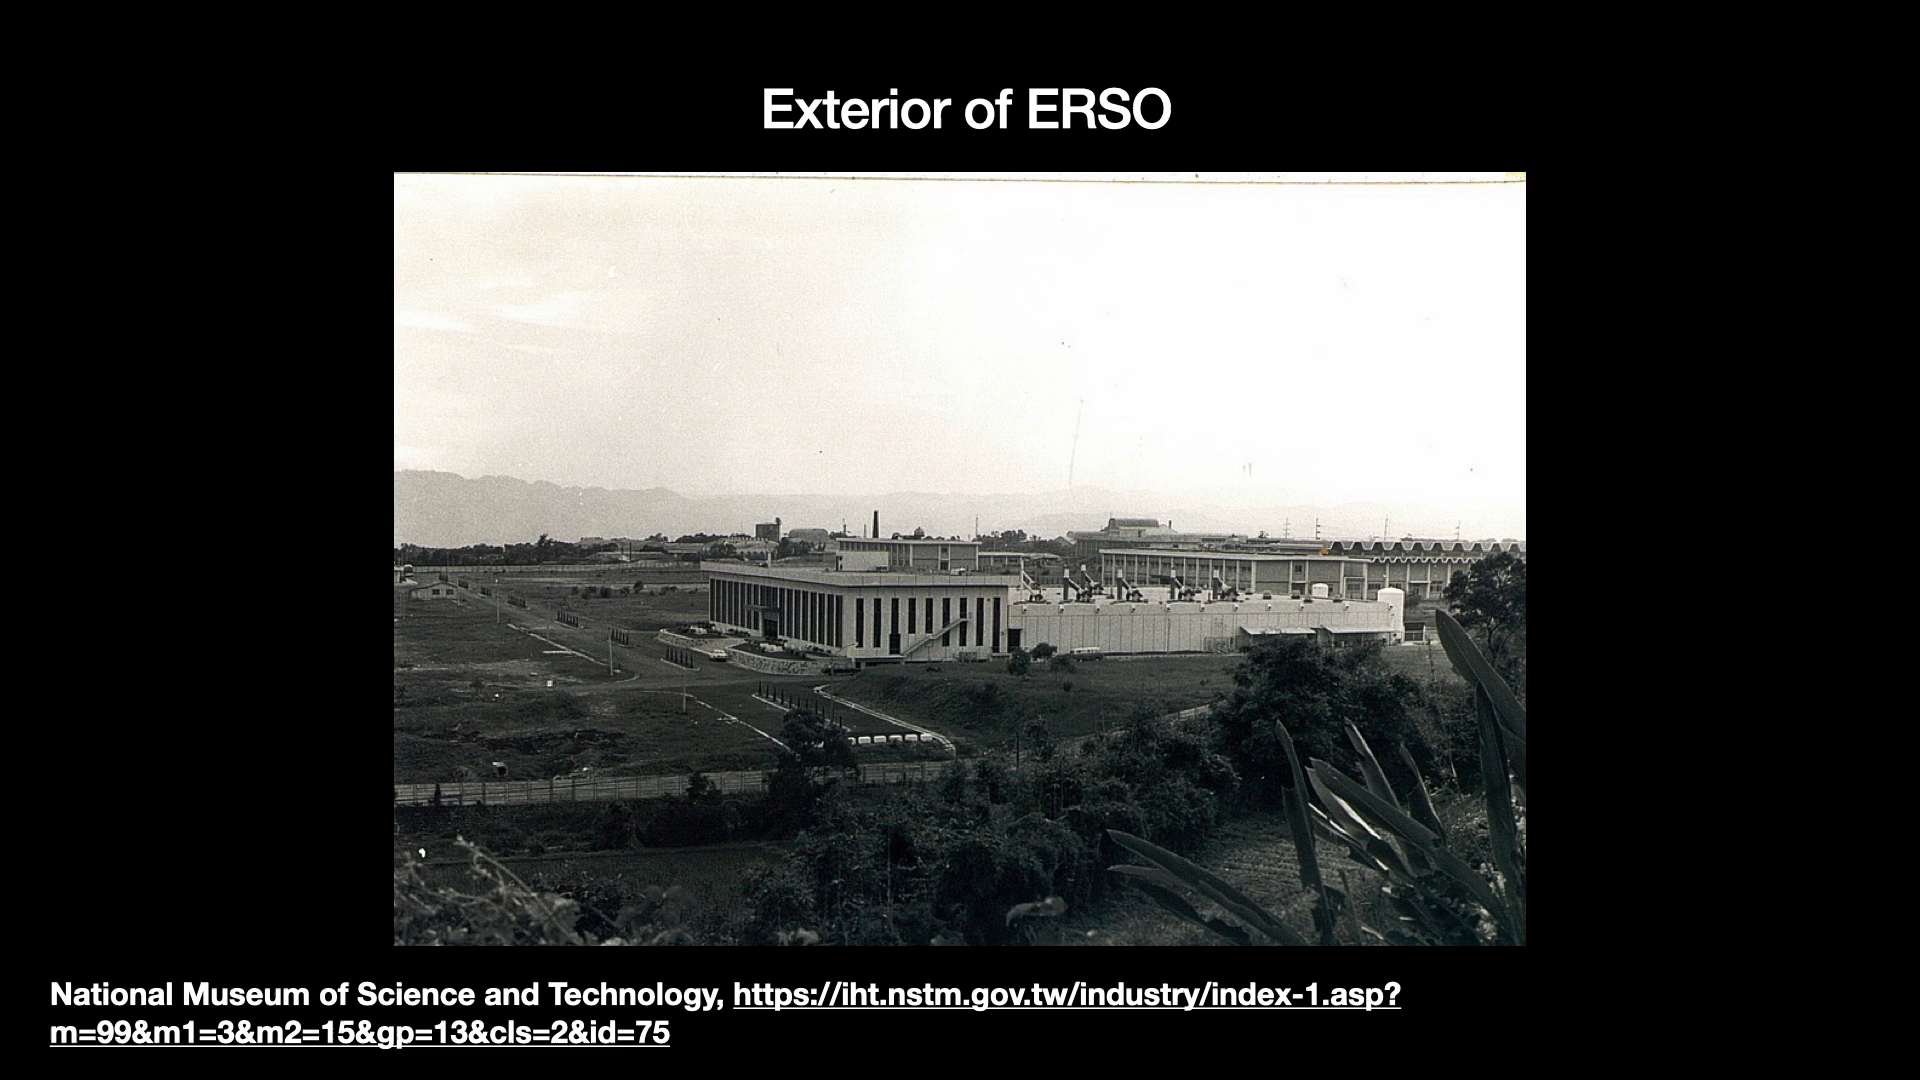 Exterior of ERSO
National Museum of Science and Technology, https://iht.nstm.gov.tw/industry/index-1.asp?
m=99&m1=3&m2=15&gp=13&cls=2&id=75